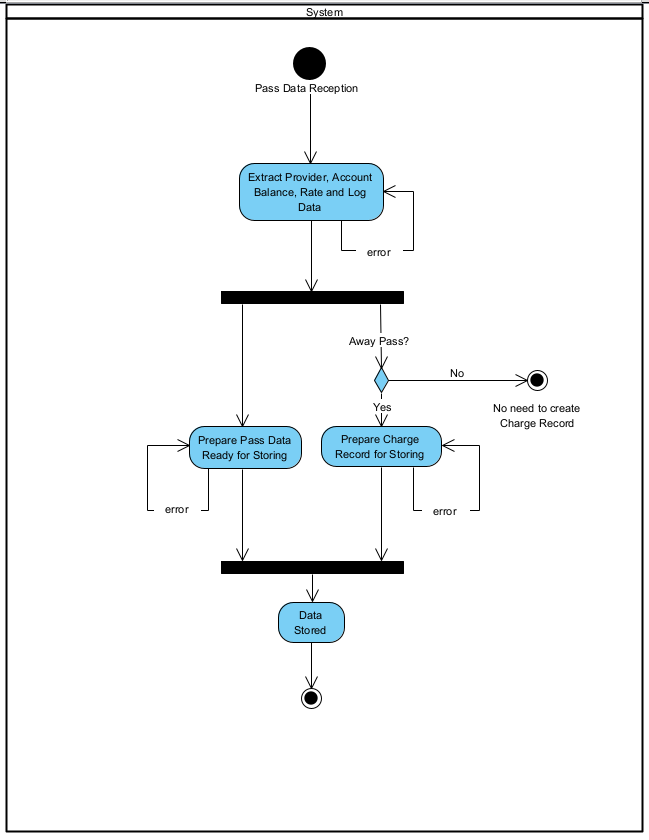 System
Pass Data Reception
Extract Provider, Account
Balance, Rate and Log
Data
error
Away Pass?
No
No need to create
Charge Record
Yes
Prepare Pass Data
Ready for Storing
Prepare Charge
Record for Storing
error
error
Data
Stored